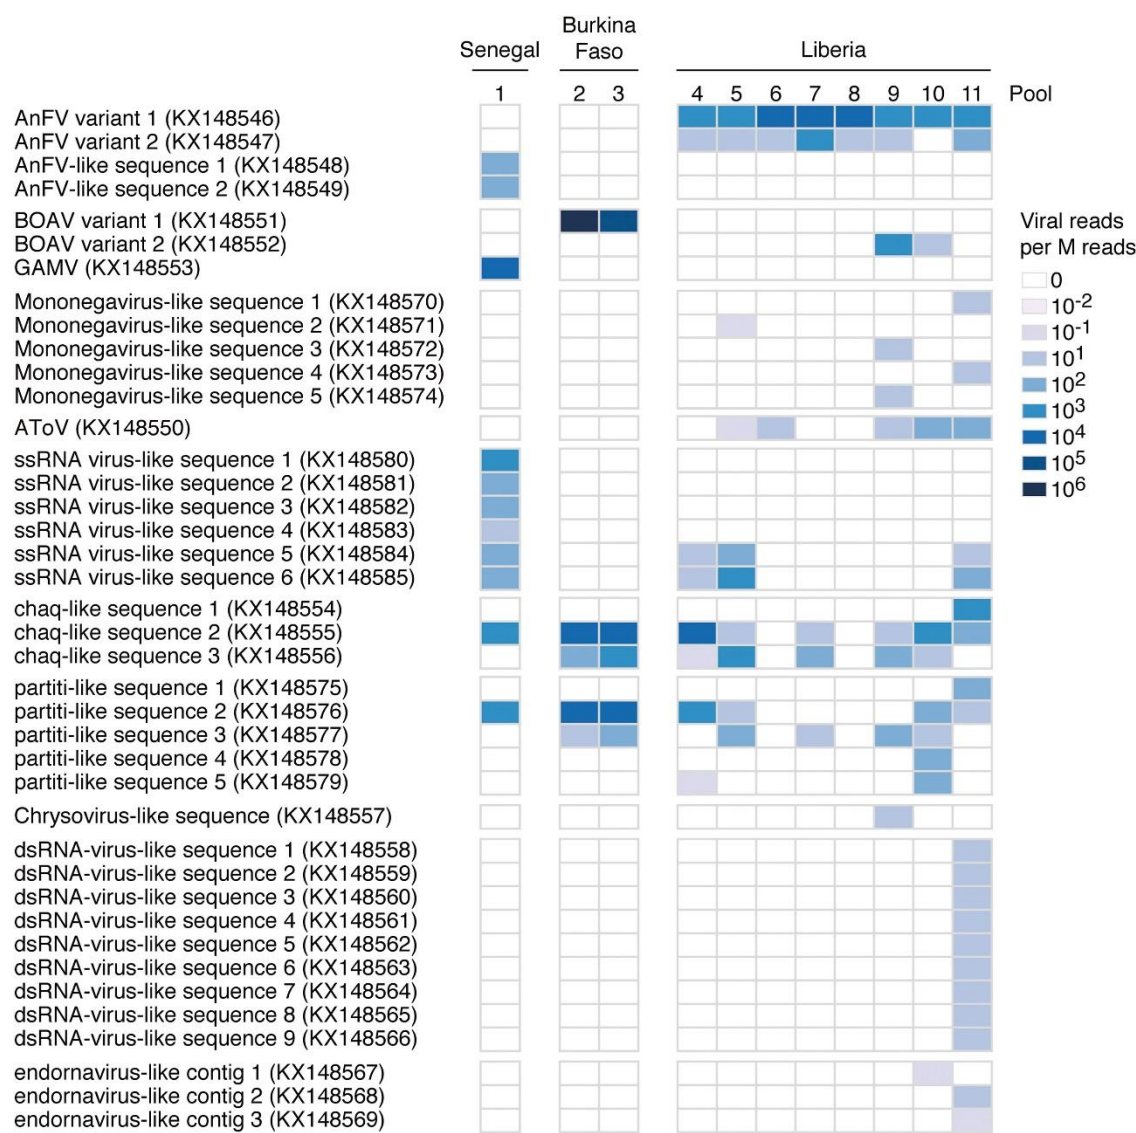 Senegal
Burkina
Faso
Liberia
1 2 3 4 5 6 7 8 9 10 11 Pool
AnFV variant 1 (KX148546)
AnFV variant 2 (KX148547)
AnFV-like sequence 1 (KX148548)
AnFV-like sequence 2 (KX148549)
BOAV variant 1 (KX148551)
BOAV variant 2 (KX148552)
GAMV (KX148553)
Mononegavirus-like sequence 1 (KX148570)
Mononegavirus-like sequence 2 (KX148571)
Mononegavirus-like sequence 3 (KX148572)
Mononegavirus-like sequence 4 (KX148573)
Mononegavirus-like sequence 5 (KX148574)
AToV (KX148550)
ssRNA virus-like sequence 1 (KX148580)
ssRNA virus-like sequence 2 (KX148581)
ssRNA virus-like sequence 3 (KX148582)
ssRNA virus-like sequence 4 (KX148583)
ssRNA virus-like sequence 5 (KX148584)
ssRNA virus-like sequence 6 (KX148585)
chaq-like sequence 1 (KX148554)
chaq-like sequence 2 (KX148555)
chaq-like sequence 3 (KX148556)
partiti-like sequence 1 (KX148575)
partiti-like sequence 2 (KX148576)
partiti-like sequence 3 (KX148577)
partiti-like sequence 4 (KX148578)
partiti-like sequence 5 (KX148579)
Chrysovirus-like sequence (KX148557)
dsRNA-virus-like sequence 1 (KX148558)
dsRNA-virus-like sequence 2 (KX148559)
dsRNA-virus-like sequence 3 (KX148560)
dsRNA-virus-like sequence 4 (KX148561)
dsRNA-virus-like sequence 5 (KX148562)
dsRNA-virus-like sequence 6 (KX148563)
dsRNA-virus-like sequence 7 (KX148564)
dsRNA-virus-like sequence 8 (KX148565)
dsRNA-virus-like sequence 9 (KX148566)
endornavirus-like contig 1 (KX148567)
endornavirus-like contig 2 (KX148568)
endornavirus-like contig 3 (KX148569)
Viral reads
per M reads
0
10⁻²
10⁻¹
10¹
10²
10³
10⁴
10⁵
10⁶